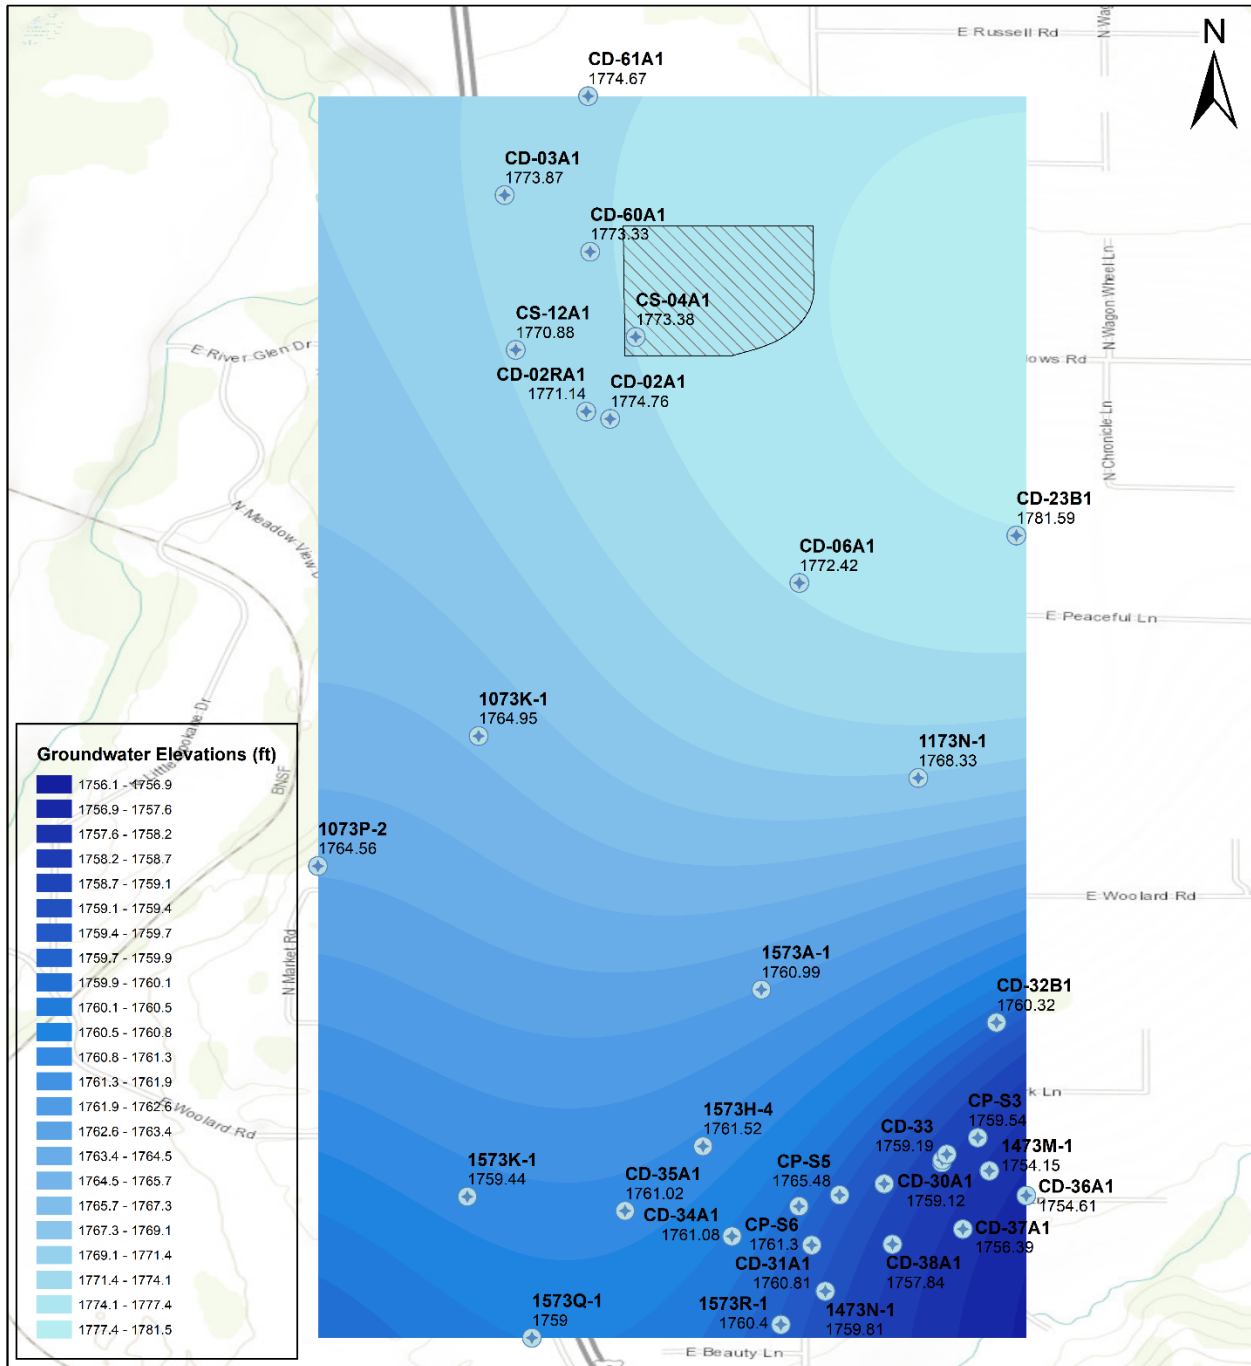 E Russell Rd
N Wag
N
CD-61A1
1774.67
CD-03A1
1773.87
CD-60A1
1773.33
CS-04A1
1773.38
CS-12A1
1770.88
E River Glen Dr
N Wagon Wheel Ln
ows Rd
CD-02RA1
1771.14
CD-02A1
1774.76
N Chronicle Ln
CD-23B1
1781.59
N Meadow View D
CD-06A1
1772.42
E Peaceful Ln
1073K-1
1764.95
1173N-1
1768.33
Little Spokane Dr
BNSF
1073P-2
1764.56
E Woolard Rd
N Market Rd
1573A-1
1760.99
CD-32B1
1760.32
k Ln
E Woolard Rd
CP-S3
1759.54
1573H-4
1761.52
CD-33
1759.19
1473M-1
1754.15
1573K-1
1759.44
CD-35A1
1761.02
CP-S5
1765.48
CD-30A1
1759.12
CD-36A1
1754.61
CD-34A1
1761.08
CP-S6
1761.3
CD-37A1
1756.39
CD-31A1
1760.81
CD-38A1
1757.84
1573Q-1
1759
1573R-1
1760.4
1473N-1
1759.81
E Beauty Ln
Groundwater Elevations (ft)
1756.1 - 1756.9
1756.9 - 1757.6
1757.6 - 1758.2
1758.2 - 1758.7
1758.7 - 1759.1
1759.1 - 1759.4
1759.4 - 1759.7
1759.7 - 1759.9
1759.9 - 1760.1
1760.1 - 1760.5
1760.5 - 1760.8
1760.8 - 1761.3
1761.3 - 1761.9
1761.9 - 1762.6
1762.6 - 1763.4
1763.4 - 1764.5
1764.5 - 1765.7
1765.7 - 1767.3
1767.3 - 1769.1
1769.1 - 1771.4
1771.4 - 1774.1
1774.1 - 1777.4
1777.4 - 1781.5